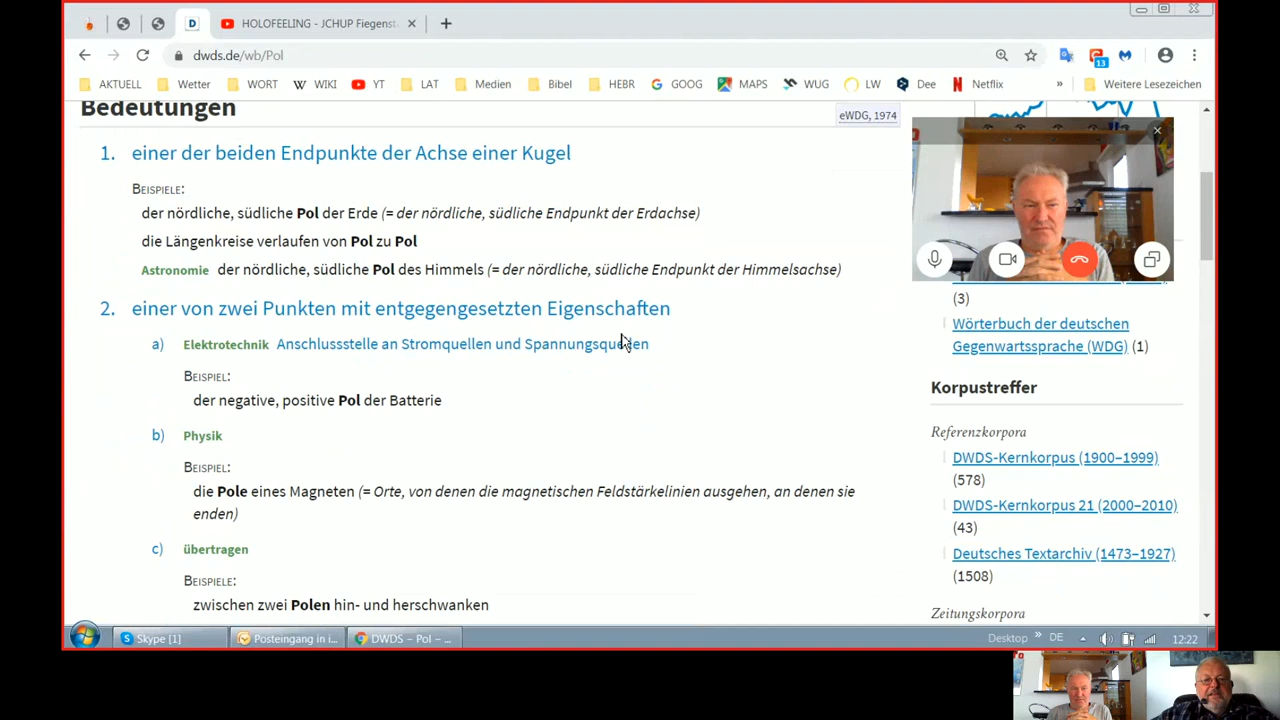 HOLOFEELING - JCHUP Fiegenst
dwds.de/wb/Pol
AKTUELL Wetter WORT WIKI YT LAT Medien Bibel HEBR GOOG MAPS WUG LW Dee Netflix » Weitere Lesezeichen
13
Bedeutungen
eWDG, 1974
1. einer der beiden Endpunkte der Achse einer Kugel
BEISPIELE:
der nördliche, südliche Pol der Erde (= der nördliche, südliche Endpunkt der Erdachse)
die Längenkreise verlaufen von Pol zu Pol
Astronomie der nördliche, südliche Pol des Himmels (= der nördliche, südliche Endpunkt der Himmelsachse)
2. einer von zwei Punkten mit entgegengesetzten Eigenschaften
a) Elektrotechnik Anschlussstelle an Stromquellen und Spannungsquellen
BEISPIEL:
der negative, positive Pol der Batterie
b) Physik
BEISPIEL:
die Pole eines Magneten (= Orte, von denen die magnetischen Feldstärkelinien ausgehen, an denen sie
enden)
c) übertragen
BEISPIELE:
zwischen zwei Polen hin- und herschwanken
(3)
Wörterbuch der deutschen
Gegenwartssprache (WDG) (1)
Korpustreffer
Referenzkorpora
DWDS-Kernkorpus (1900–1999)
(578)
DWDS-Kernkorpus 21 (2000–2010)
(43)
Deutsches Textarchiv (1473–1927)
(1508)
Zeitungskorpora
Skype [1] Posteingang in i... DWDS – Pol – ... Desktop » DE 12:22